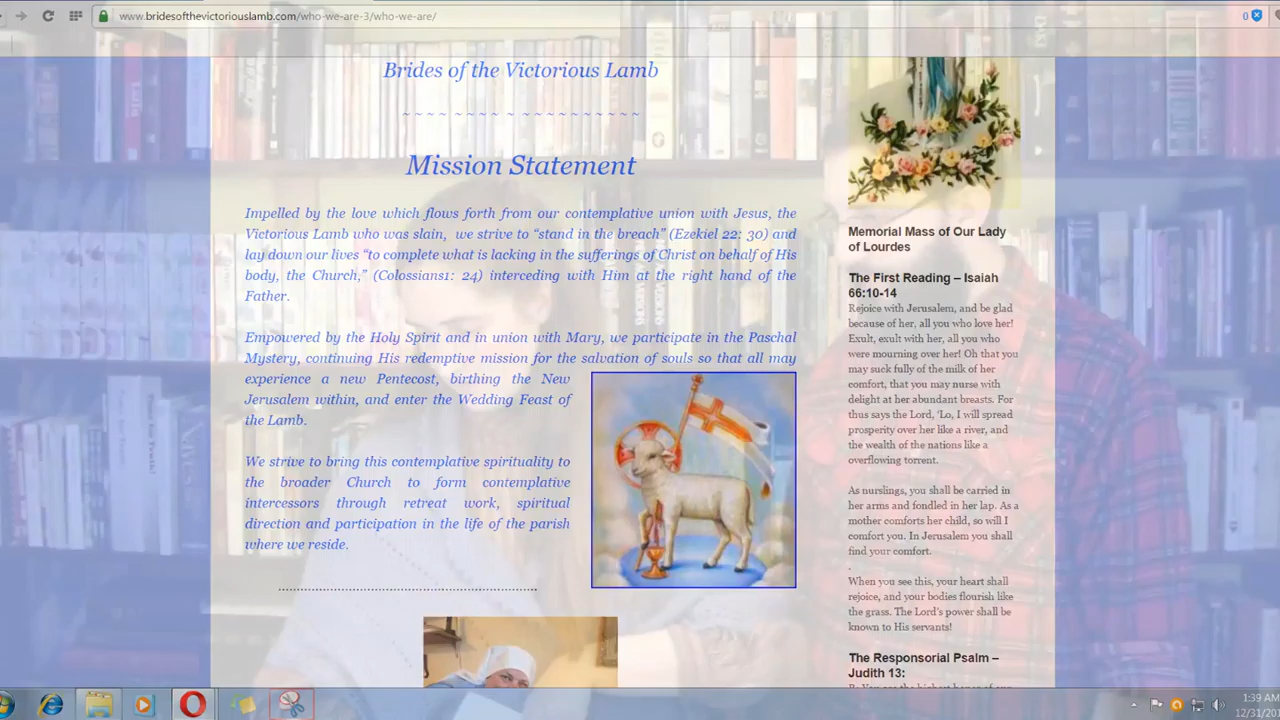 www.bridesofthevictoriouslamb.com/who-we-are-3/who-we-are/
0
Brides of the Victorious Lamb
~ ~ ~ ~ ~ ~ ~ ~ ~ ~ ~ ~ ~ ~ ~ ~ ~ ~ ~
Mission Statement
Impelled by the love which flows forth from our contemplative union with Jesus, the
Victorious Lamb who was slain, we strive to “stand in the breach” (Ezekiel 22: 30) and
lay down our lives “to complete what is lacking in the sufferings of Christ on behalf of His
body, the Church,” (Colossians1: 24) interceding with Him at the right hand of the
Father.
Empowered by the Holy Spirit and in union with Mary, we participate in the Paschal
Mystery, continuing His redemptive mission for the salvation of souls so that all may
experience a new Pentecost, birthing the New
Jerusalem within, and enter the Wedding Feast of
the Lamb.
We strive to bring this contemplative spirituality to
the broader Church to form contemplative
intercessors through retreat work, spiritual
direction and participation in the life of the parish
where we reside.
Memorial Mass of Our Lady
of Lourdes
The First Reading – Isaiah
66:10-14
Rejoice with Jerusalem, and be glad
because of her, all you who love her!
Exult, exult with her, all you who
were mourning over her! Oh that you
may suck fully of the milk of her
comfort, that you may nurse with
delight at her abundant breasts. For
thus says the Lord, ‘Lo, I will spread
prosperity over her like a river, and
the wealth of the nations like a
overflowing torrent.
As nurslings, you shall be carried in
her arms and fondled in her lap. As a
mother comforts her child, so will I
comfort you. In Jerusalem you shall
find your comfort.
.
When you see this, your heart shall
rejoice, and your bodies flourish like
the grass. The Lord’s power shall be
known to His servants!
The Responsorial Psalm –
Judith 13:
1:39 AM
12/31/201